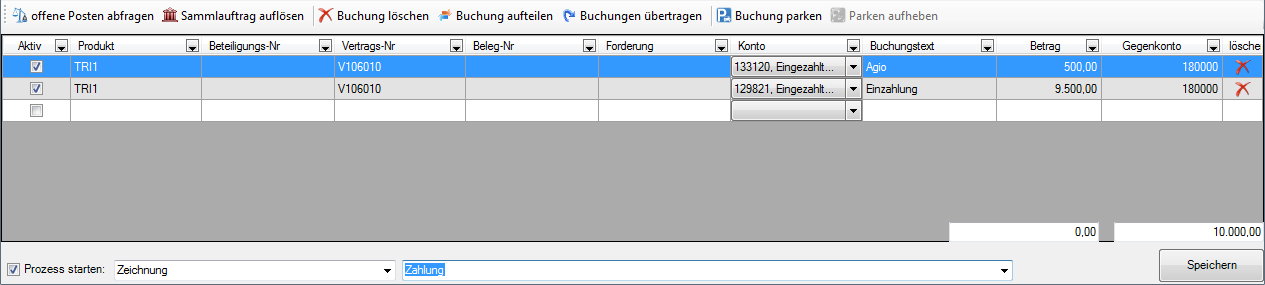 offene Posten abfragen Sammlauftrag auflösen Buchung löschen Buchung aufteilen Buchungen übertragen Buchung parken Parken aufheben
Aktiv Produkt Beteiligungs-Nr Vertrags-Nr Beleg-Nr Forderung Konto Buchungstext Betrag Gegenkonto lösche
TRI1 V106010 133120, Eingezahlt... Agio 500,00 180000
TRI1 V106010 129821, Eingezahlt... Einzahlung 9.500,00 180000
0,00 10.000,00
Prozess starten: Zeichnung Zahlung Speichern